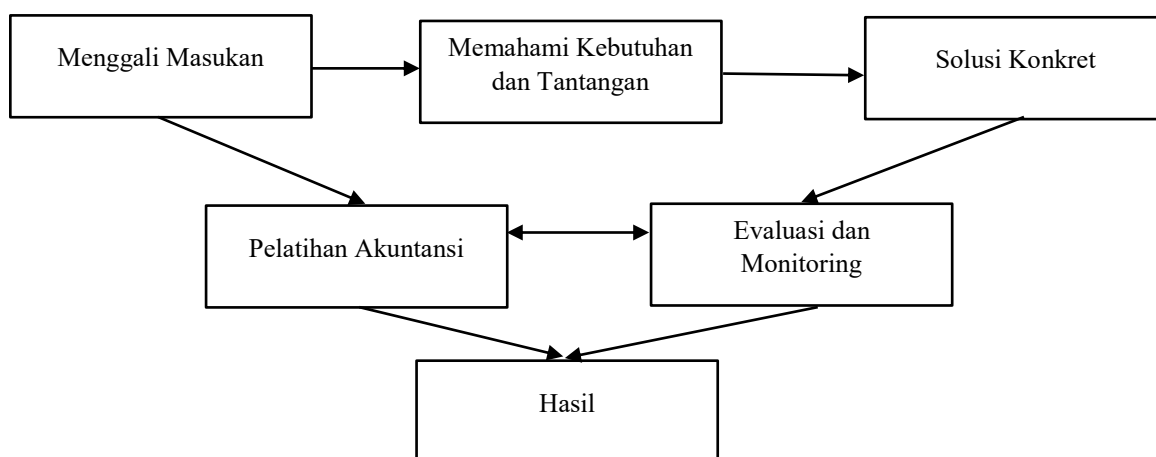 Menggali Masukan
Memahami Kebutuhan
dan Tantangan
Solusi Konkret
Pelatihan Akuntansi
Evaluasi dan
Monitoring
Hasil